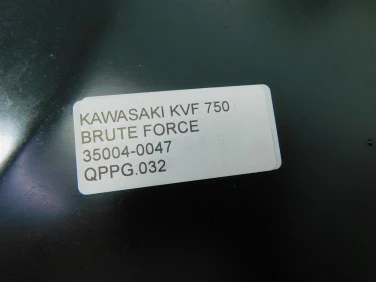 KAWASAKI KVF 750
BRUTE FORCE
35004-0047
QPPG.032